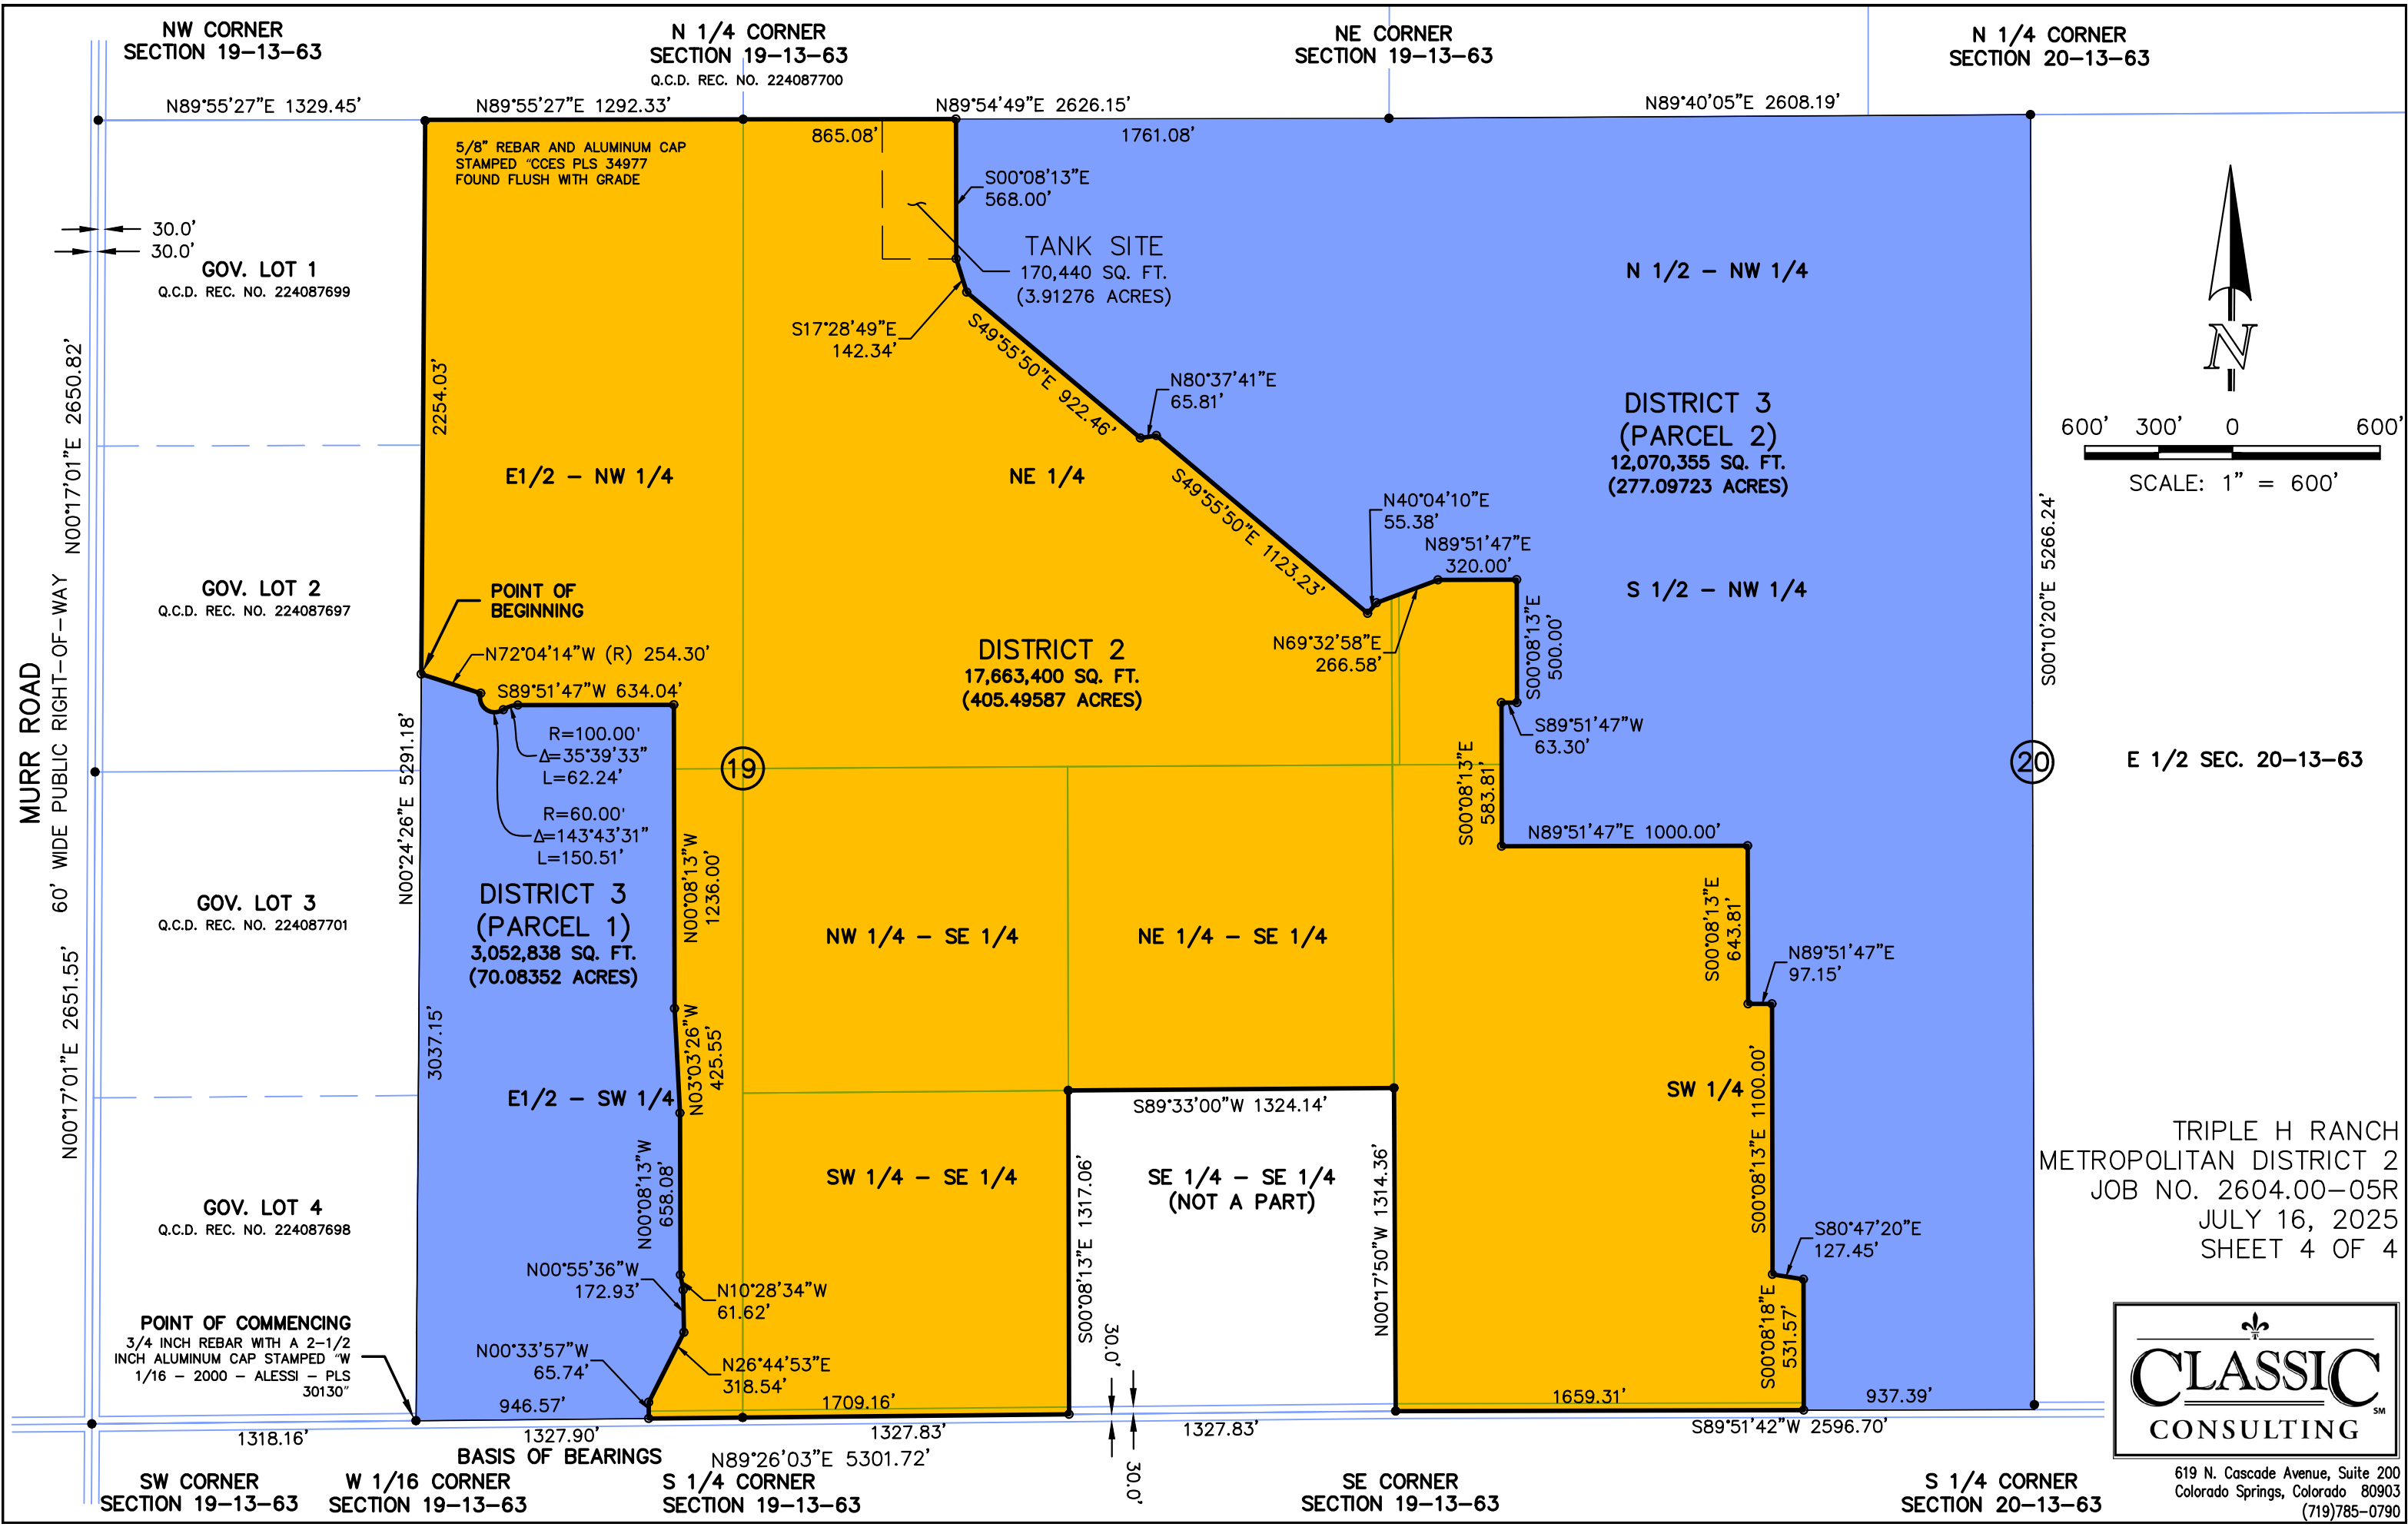 NW CORNER
SECTION 19-13-63
N 1/4 CORNER
SECTION 19-13-63
Q.C.D. REC. NO. 224087700
NE CORNER
SECTION 19-13-63
N 1/4 CORNER
SECTION 20-13-63
N89°55'27"E 1329.45'
N89°55'27"E 1292.33'
N89°54'49"E 2626.15'
N89°40'05"E 2608.19'
865.08'
1761.08'
5/8" REBAR AND ALUMINUM CAP
STAMPED "CCES PLS 34977
FOUND FLUSH WITH GRADE
S00°08'13"E
568.00'
30.0'
30.0'
GOV. LOT 1
Q.C.D. REC. NO. 224087699
TANK SITE
170,440 SQ. FT.
(3.91276 ACRES)
N 1/2 - NW 1/4
S17°28'49"E
142.34'
S49°55'50"E 922.46'
N80°37'41"E
65.81'
N
2254.03'
N00°17'01"E 2650.82'
DISTRICT 3
(PARCEL 2)
12,070,355 SQ. FT.
(277.09723 ACRES)
600' 300' 0 600'
SCALE: 1" = 600'
E1/2 - NW 1/4
NE 1/4
S49°55'50"E 1123.23'
N40°04'10"E
55.38'
N89°51'47"E
320.00'
S00°10'20"E 5266.24'
GOV. LOT 2
Q.C.D. REC. NO. 224087697
POINT OF
BEGINNING
S 1/2 - NW 1/4
S00°08'13"E
500.00'
N69°32'58"E
266.58'
N72°04'14"W (R) 254.30'
S89°51'47"W 634.04'
DISTRICT 2
17,663,400 SQ. FT.
(405.49587 ACRES)
MURR ROAD
60' WIDE PUBLIC RIGHT-OF-WAY
N00°24'26"E 5291.18'
R=100.00'
Δ=35°39'33"
L=62.24'
19
S89°51'47"W
63.30'
S00°08'13"E
583.81'
20
E 1/2 SEC. 20-13-63
R=60.00'
Δ=143°43'31"
L=150.51'
N89°51'47"E 1000.00'
GOV. LOT 3
Q.C.D. REC. NO. 224087701
DISTRICT 3
(PARCEL 1)
3,052,838 SQ. FT.
(70.08352 ACRES)
N00°08'13"W
1236.00'
NW 1/4 - SE 1/4
NE 1/4 - SE 1/4
S00°08'13"E
643.81'
N89°51'47"E
97.15'
N00°17'01"E 2651.55'
3037.15'
N03°03'26"W
425.55'
E1/2 - SW 1/4
SW 1/4
S00°08'13"E 1100.00'
S89°33'00"W 1324.14'
TRIPLE H RANCH
METROPOLITAN DISTRICT 2
JOB NO. 2604.00-05R
JULY 16, 2025
SHEET 4 OF 4
N00°08'13"W
658.08'
SW 1/4 - SE 1/4
S00°08'13"E 1317.06'
SE 1/4 - SE 1/4
(NOT A PART)
N00°17'50"W 1314.36'
GOV. LOT 4
Q.C.D. REC. NO. 224087698
S80°47'20"E
127.45'
N00°55'36"W
172.93'
N10°28'34"W
61.62'
S00°08'18"E
531.57'
POINT OF COMMENCING
3/4 INCH REBAR WITH A 2-1/2
INCH ALUMINUM CAP STAMPED "W
1/16 - 2000 - ALESSI - PLS
30130"
N00°33'57"W
65.74'
N26°44'53"E
318.54'
30.0'
30.0'
946.57'
1709.16'
1659.31'
937.39'
1318.16'
1327.90'
1327.83'
1327.83'
S89°51'42"W 2596.70'
BASIS OF BEARINGS
N89°26'03"E 5301.72'
SW CORNER
SECTION 19-13-63
W 1/16 CORNER
SECTION 19-13-63
S 1/4 CORNER
SECTION 19-13-63
SE CORNER
SECTION 19-13-63
S 1/4 CORNER
SECTION 20-13-63
CLASSIC
SM
CONSULTING
619 N. Cascade Avenue, Suite 200
Colorado Springs, Colorado 80903
(719)785-0790